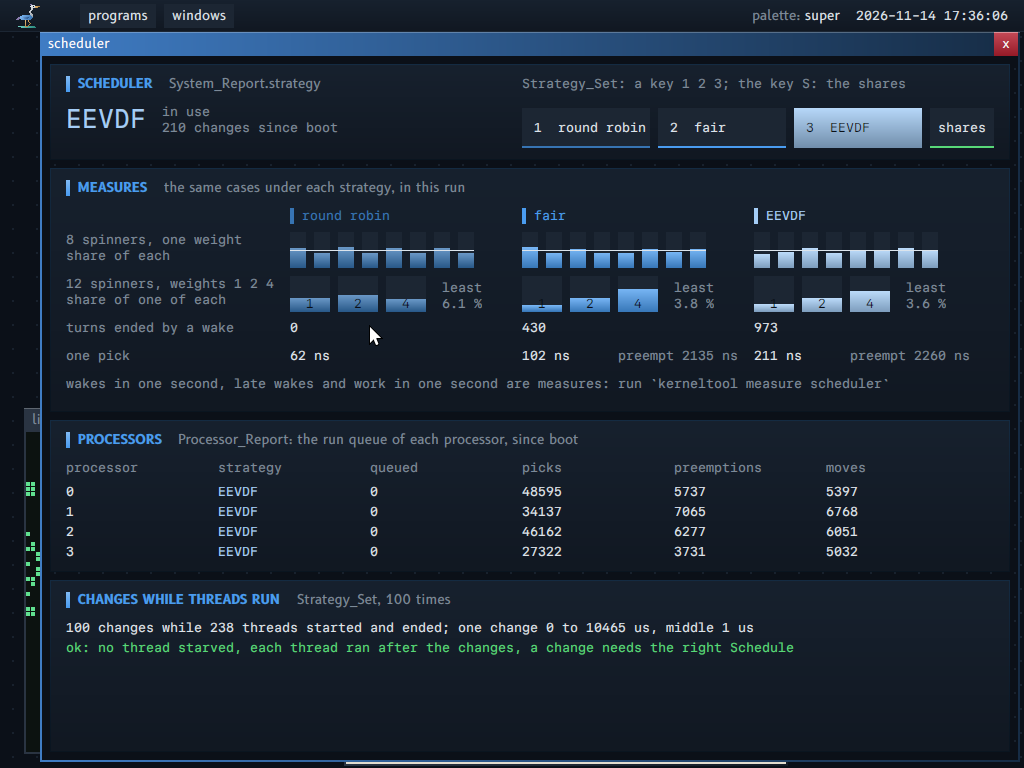 programs windows palette: super 2026-11-14 17:36:06
scheduler x
SCHEDULER System_Report.strategy Strategy_Set: a key 1 2 3; the key S: the shares
EEVDF in use
210 changes since boot
1 round robin 2 fair 3 EEVDF shares
MEASURES the same cases under each strategy, in this run
round robin fair EEVDF
8 spinners, one weight
share of each
12 spinners, weights 1 2 4 least least least
share of one of each 1 2 4 6.1 % 1 2 4 3.8 % 1 2 4 3.6 %
turns ended by a wake 0 430 973
one pick 62 ns 102 ns preempt 2135 ns 211 ns preempt 2260 ns
wakes in one second, late wakes and work in one second are measures: run `kerneltool measure scheduler`
li
PROCESSORS Processor_Report: the run queue of each processor, since boot
processor strategy queued picks preemptions moves
0 EEVDF 0 48595 5737 5397
1 EEVDF 0 34137 7065 6768
2 EEVDF 0 46162 6277 6051
3 EEVDF 0 27322 3731 5032
CHANGES WHILE THREADS RUN Strategy_Set, 100 times
100 changes while 238 threads started and ended; one change 0 to 10465 us, middle 1 us
ok: no thread starved, each thread ran after the changes, a change needs the right Schedule